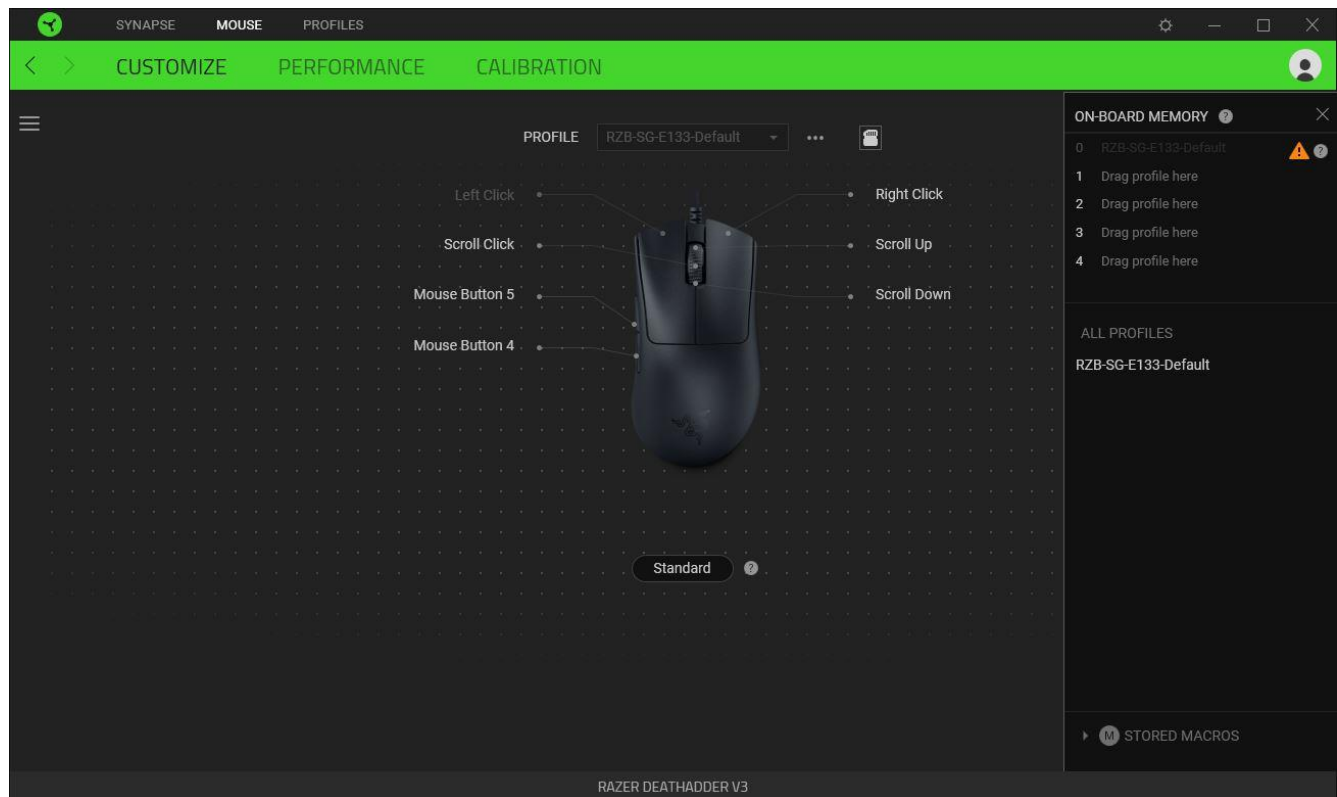 SYNAPSE MOUSE PROFILES
CUSTOMIZE PERFORMANCE CALIBRATION
PROFILE RZB-SG-E133-Default
Left Click
Right Click
Scroll Click
Scroll Up
Mouse Button 5
Scroll Down
Mouse Button 4
Standard ?
ON-BOARD MEMORY ?
0 RZB-SG-E133-Default ?
1 Drag profile here
2 Drag profile here
3 Drag profile here
4 Drag profile here
ALL PROFILES
RZB-SG-E133-Default
M STORED MACROS
RAZER DEATHADDER V3